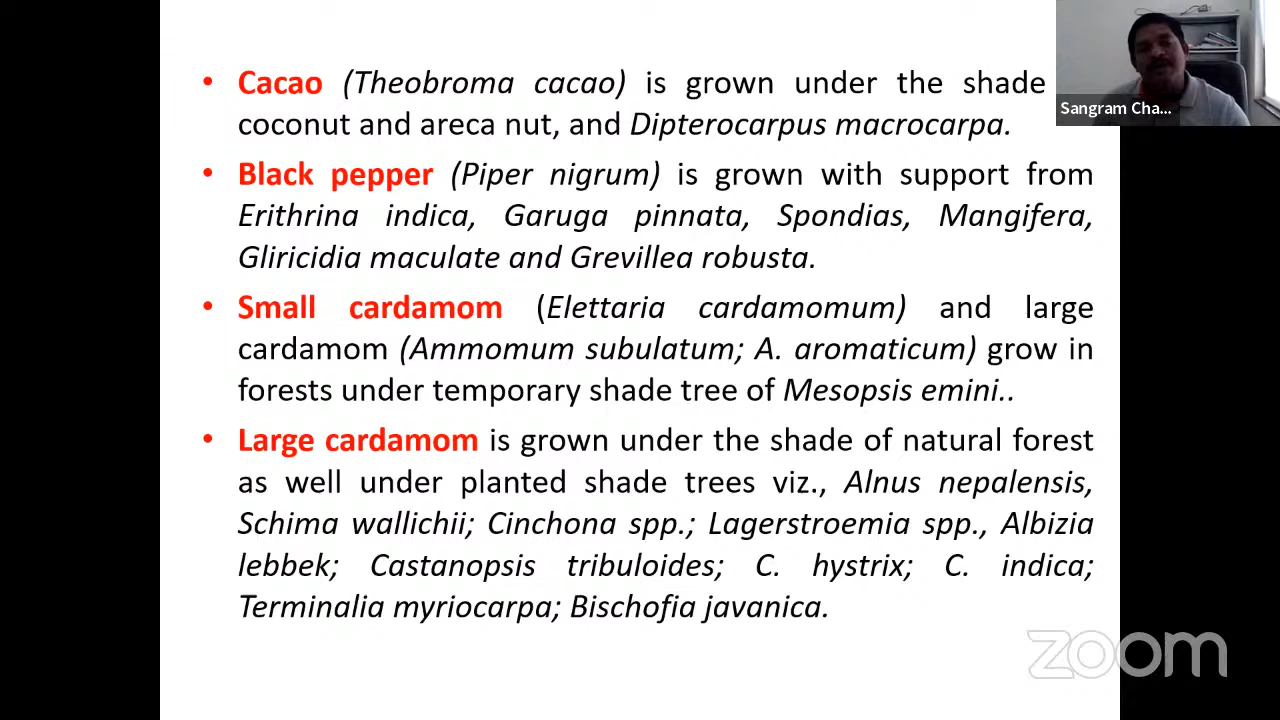 • Cacao (Theobroma cacao) is grown under the shade
coconut and areca nut, and Dipterocarpus macrocarpa.
• Black pepper (Piper nigrum) is grown with support from
Erithrina indica, Garuga pinnata, Spondias, Mangifera,
Gliricidia maculate and Grevillea robusta.
• Small cardamom (Elettaria cardamomum) and large
cardamom (Ammomum subulatum; A. aromaticum) grow in
forests under temporary shade tree of Mesopsis emini..
• Large cardamom is grown under the shade of natural forest
as well under planted shade trees viz., Alnus nepalensis,
Schima wallichii; Cinchona spp.; Lagerstroemia spp., Albizia
lebbek; Castanopsis tribuloides; C. hystrix; C. indica;
Terminalia myriocarpa; Bischofia javanica.
Sangram Cha...
zoom